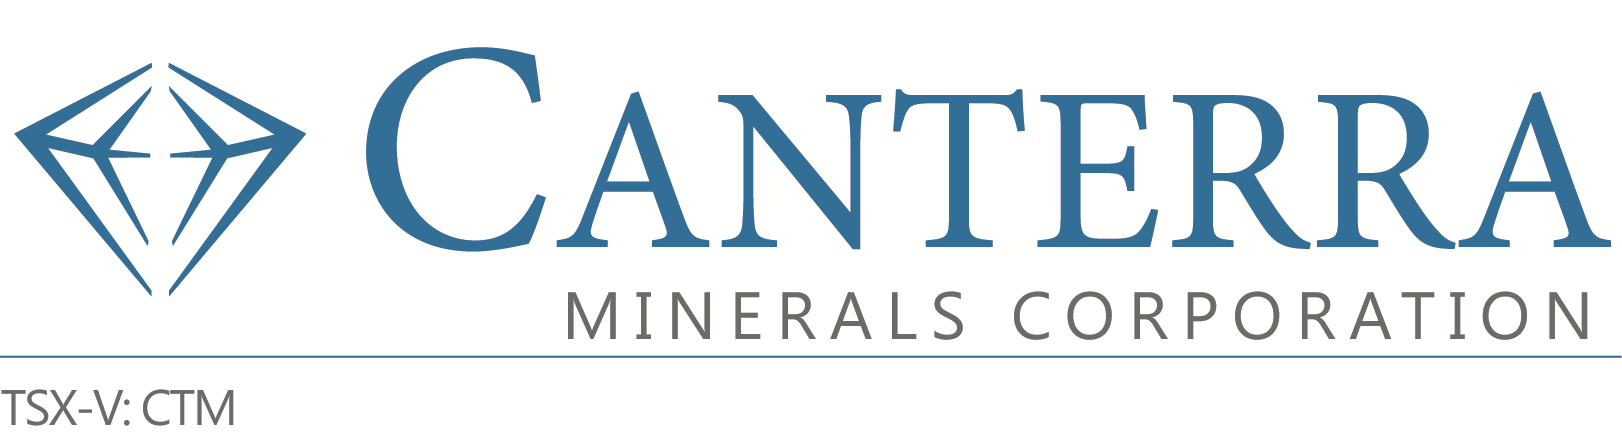 CANTERRA
MINERALS CORPORATION
TSX-V: CTM